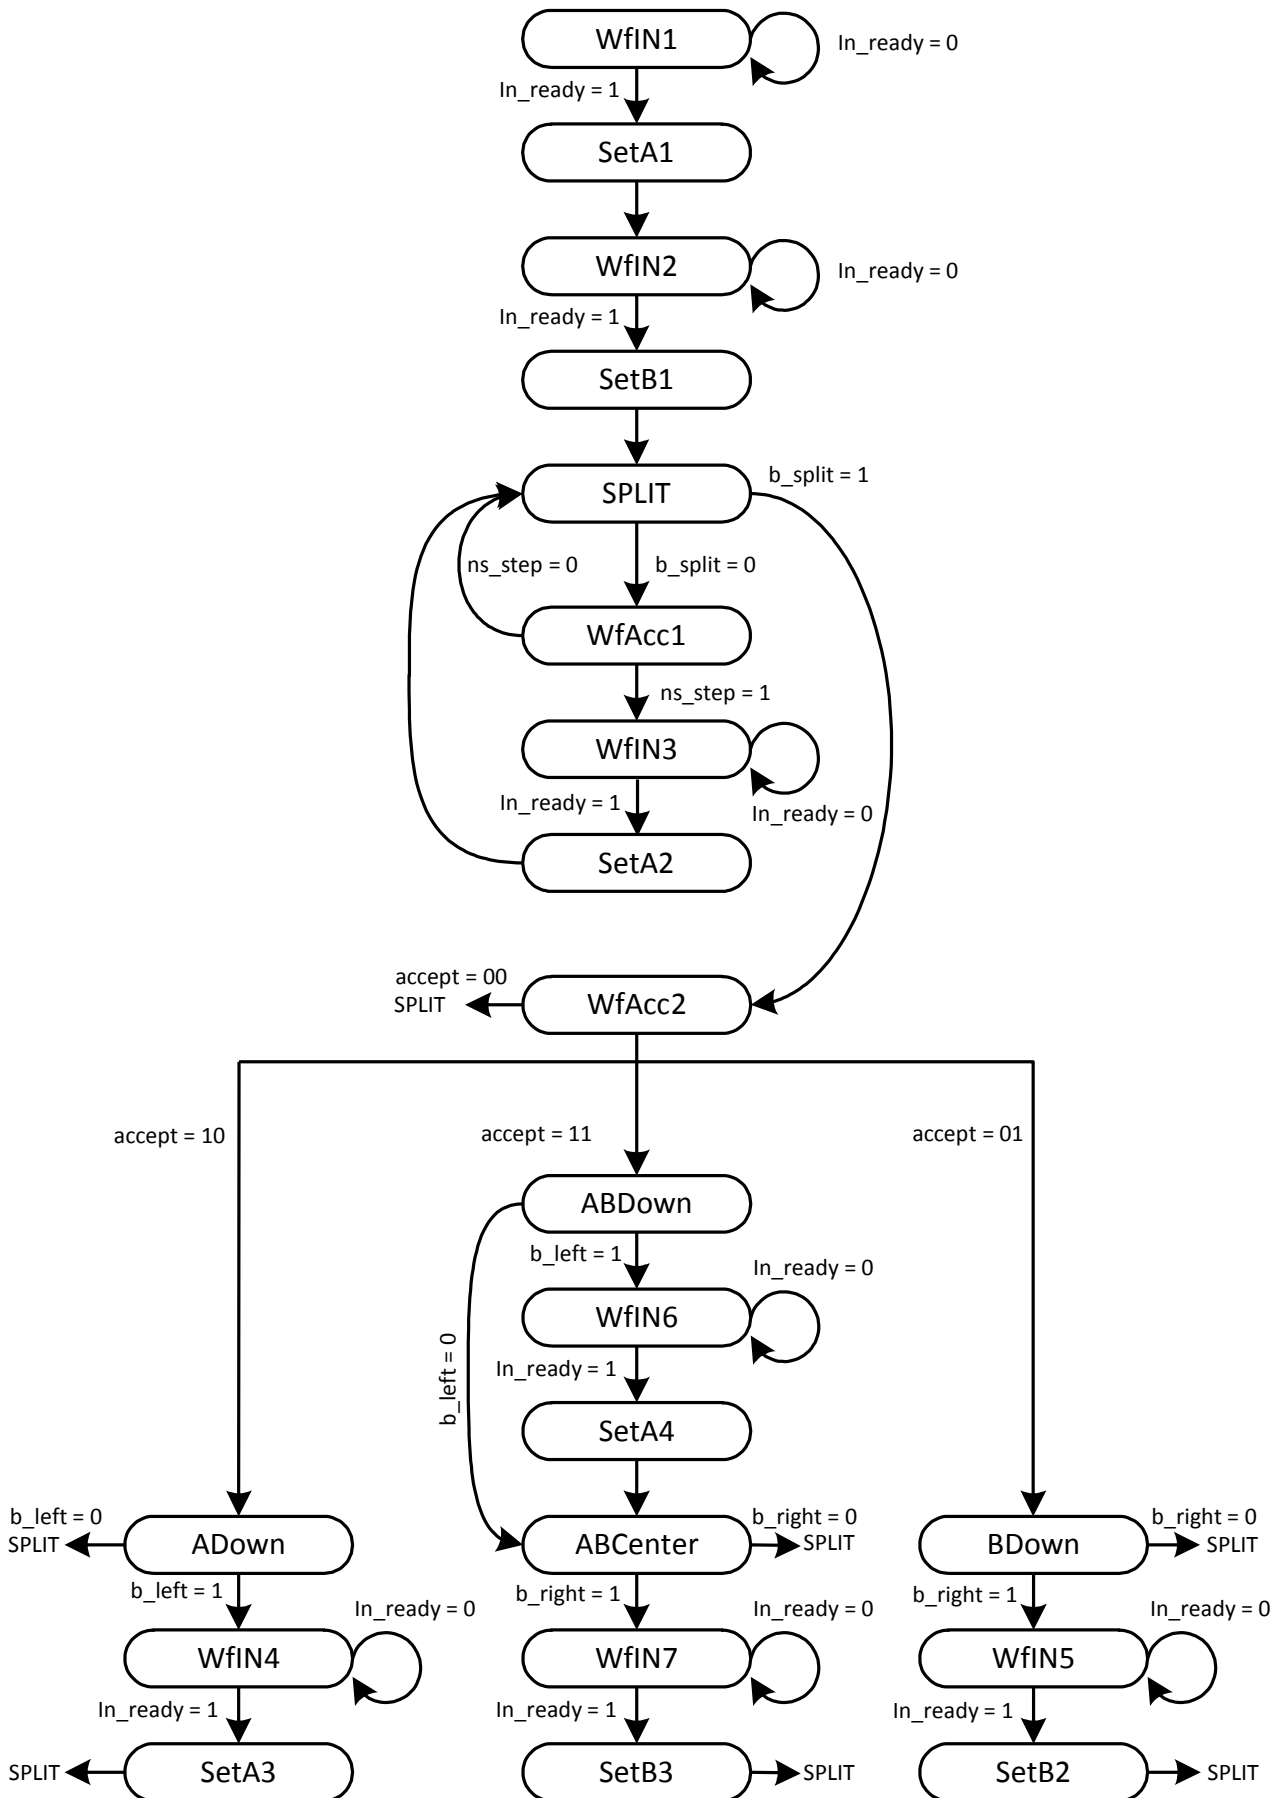 WfIN1
In_ready = 0
In_ready = 1
SetA1
WfIN2
In_ready = 0
In_ready = 1
SetB1
SPLIT
b_split = 1
ns_step = 0
b_split = 0
WfAcc1
ns_step = 1
WfIN3
In_ready = 1
In_ready = 0
SetA2
accept = 00
SPLIT
WfAcc2
accept = 10
accept = 11
accept = 01
ABDown
b_left = 1
In_ready = 0
WfIN6
b_left = 0
In_ready = 1
SetA4
b_left = 0
SPLIT
ADown
ABCenter
b_right = 0
SPLIT
BDown
b_right = 0
SPLIT
b_left = 1
In_ready = 0
b_right = 1
In_ready = 0
b_right = 1
In_ready = 0
WfIN4
WfIN7
WfIN5
In_ready = 1
In_ready = 1
In_ready = 1
SPLIT
SetA3
SetB3
SPLIT
SetB2
SPLIT